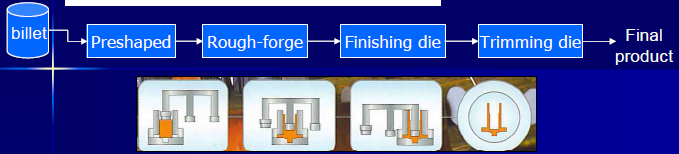 billet
Preshaped
Rough-forge
Finishing die
Trimming die
Final
product